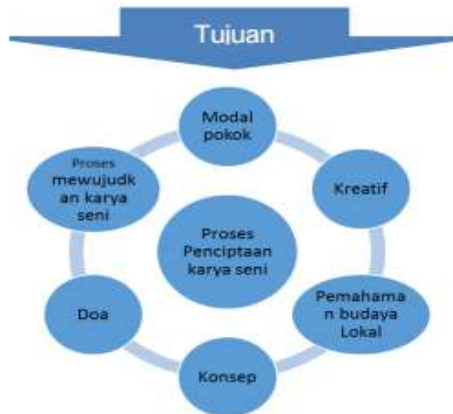 Tujuan
Modal
pokok
Kreatif
Pemahama
n budaya
Lokal
Konsep
Doa
Proses
mewujudk
an karya
seni
Proses
Penciptaan
karya seni